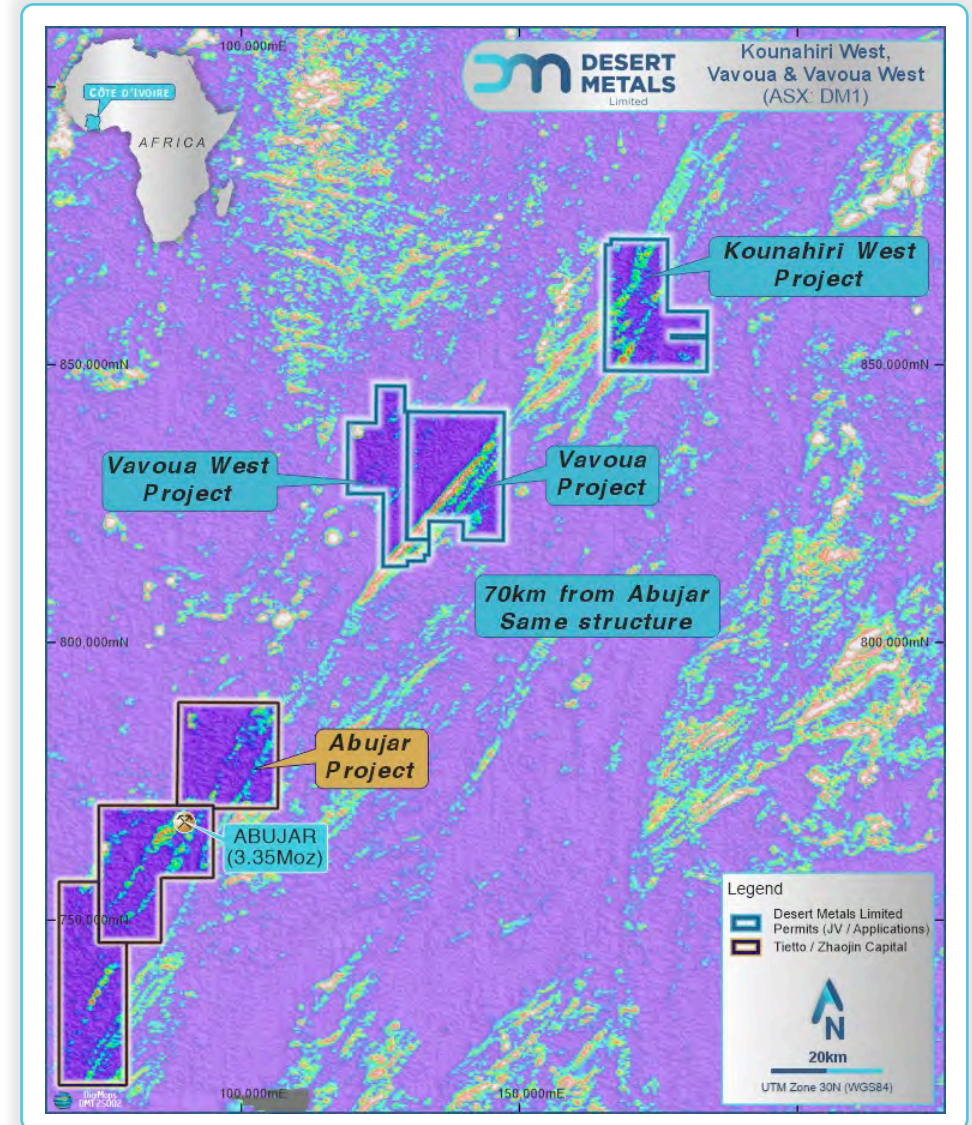 100,000mE
DM DESERT
METALS
Limited
Kounahiri West,
Vavoua & Vavoua West
(ASX: DM1)
CÔTE D'IVOIRE
AFRICA
Kounahiri West
Project
850,000mN
850,000mN
Vavoua West
Project
Vavoua
Project
70km from Abujar
Same structure
800,000mN
800,000mN
Abujar
Project
ABUJAR
(3.35Moz)
750,000mN
Legend
Desert Metals Limited
Permits (JV / Applications)
Tietto / Zhaojin Capital
N
20km
UTM Zone 30N (WGS84)
DigMaps
DMT25002
100,000mE
150,000mE